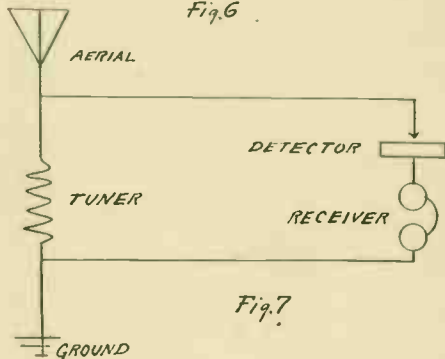 Fig.6
AERIAL
DETECTOR
TUNER
RECEIVER
Fig.7
GROUND